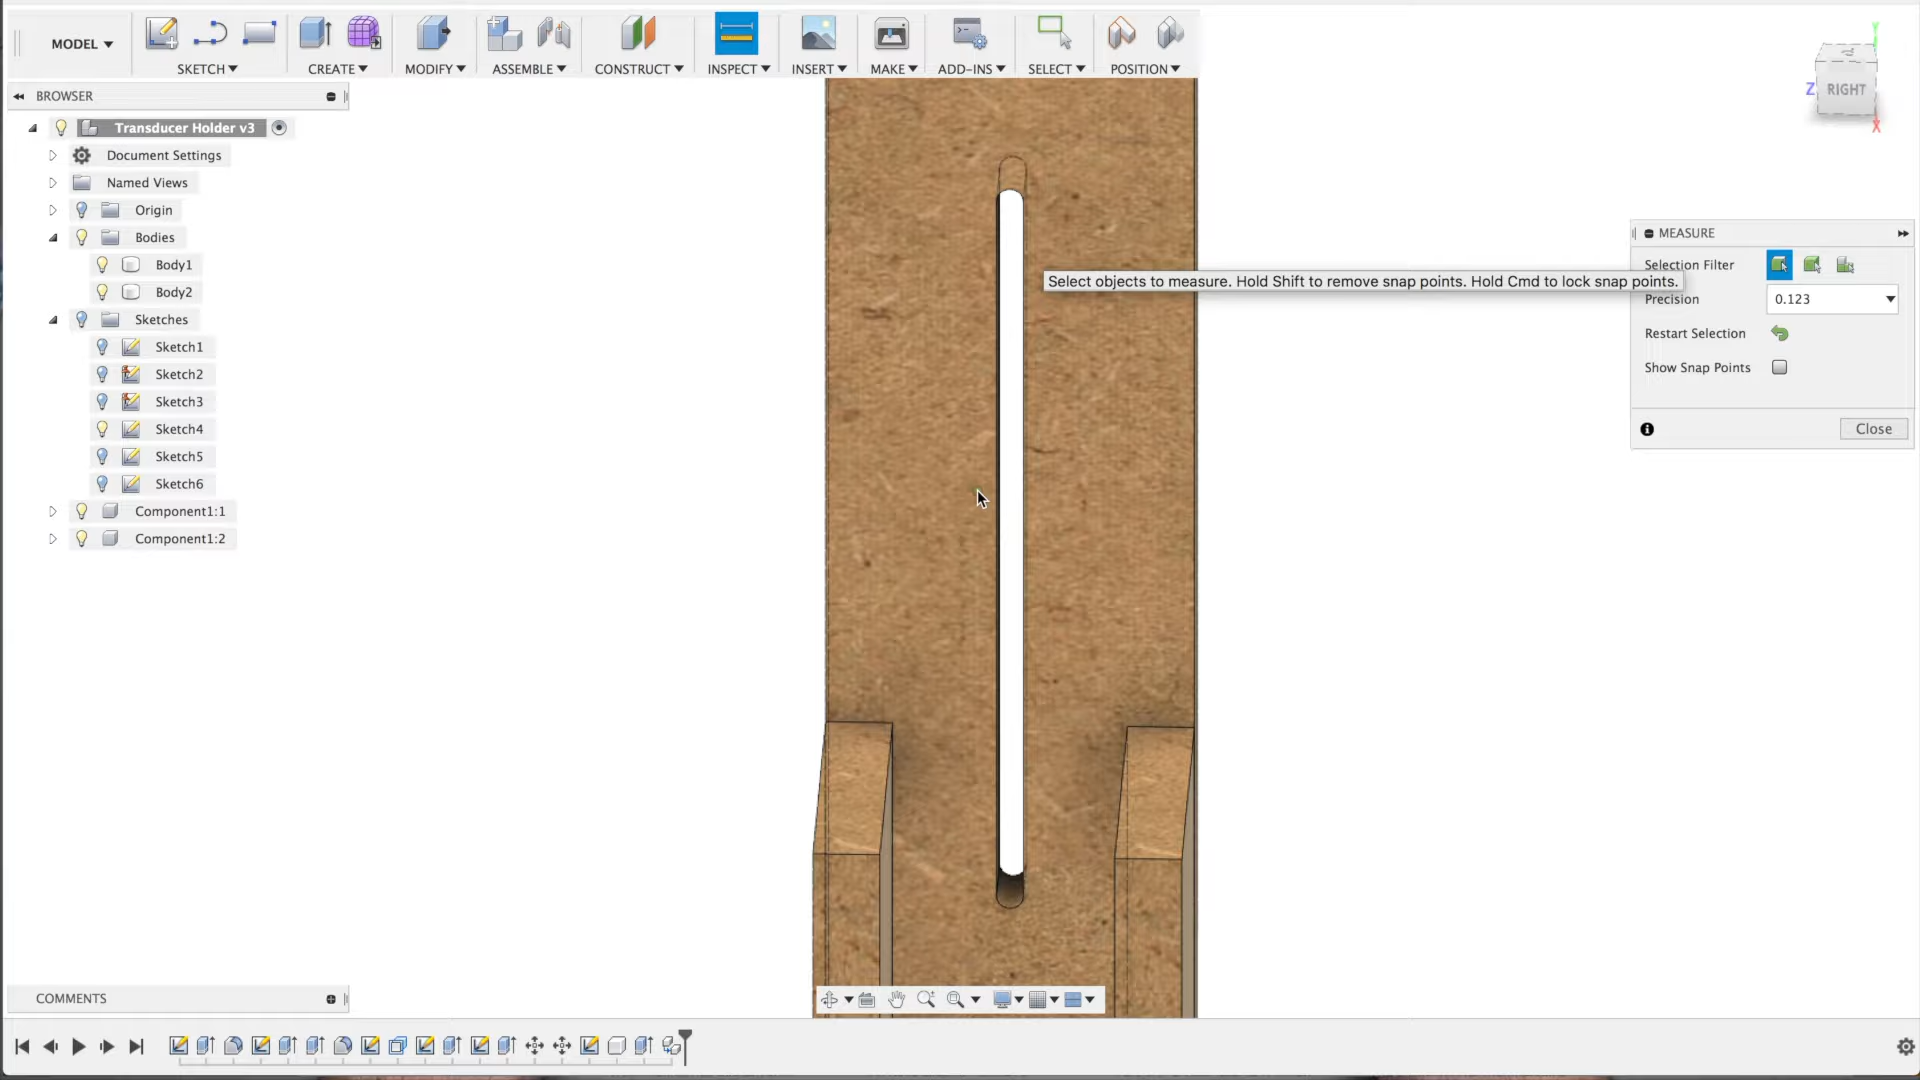 MODEL
SKETCH
CREATE
MODIFY
ASSEMBLE
CONSTRUCT
INSPECT
INSERT
MAKE
ADD-INS
SELECT
POSITION
RIGHT
Z
X
BROWSER
Transducer Holder v3
Document Settings
Named Views
Origin
Bodies
Body1
Body2
Sketches
Sketch1
Sketch2
Sketch3
Sketch4
Sketch5
Sketch6
Component1:1
Component1:2
MEASURE
Selection Filter
Select objects to measure. Hold Shift to remove snap points. Hold Cmd to lock snap points.
Precision 0.123
Restart Selection
Show Snap Points
Close
COMMENTS